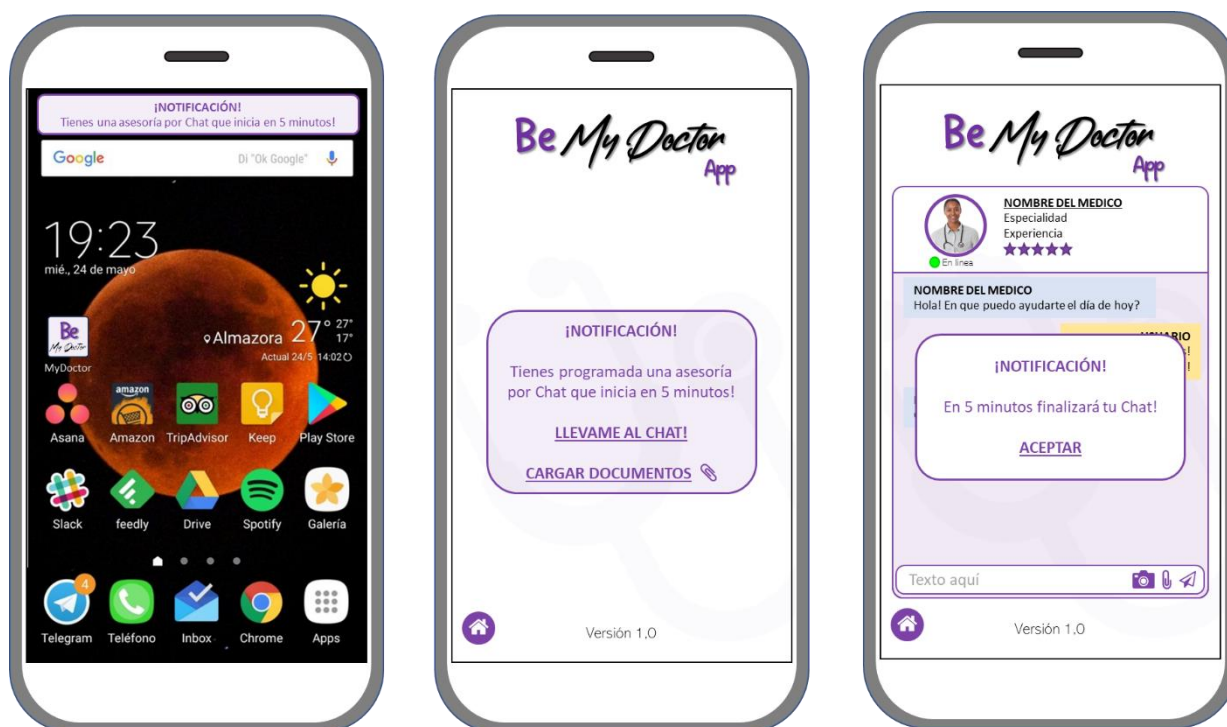 ¡NOTIFICACIÓN!
Tienes una asesoría por Chat que inicia en 5 minutos!
Google
Di "Ok Google"
19:23
mié., 24 de mayo
Be
My Doctor
MyDoctor
Almazora 27° 27°
17°
Actual 24/5 14:02
amazon
Asana
Amazon
TripAdvisor
Keep
Play Store
Slack
feedly
Drive
Spotify
Galería
4
Telegram
Teléfono
Inbox
Chrome
Apps
Be My Doctor
App
¡NOTIFICACIÓN!
Tienes programada una asesoría
por Chat que inicia en 5 minutos!
LLEVAME AL CHAT!
CARGAR DOCUMENTOS
Versión 1,0
Be My Doctor
App
NOMBRE DEL MEDICO
Especialidad
Experiencia
En linea
NOMBRE DEL MEDICO
Hola! En que puedo ayudarte el día de hoy?
¡NOTIFICACIÓN!
En 5 minutos finalizará tu Chat!
ACEPTAR
Texto aquí
Versión 1.0